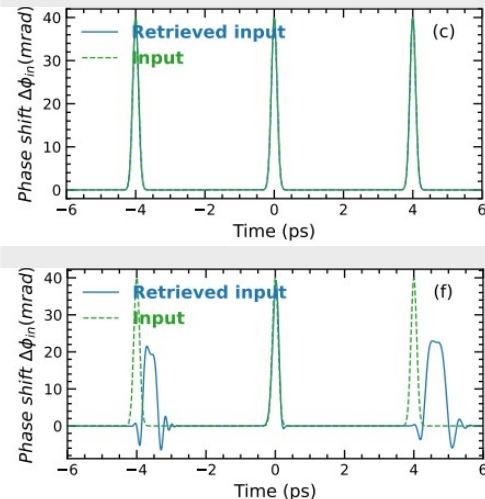 Phase shift Δϕin(mrad)
40
30
20
10
0
Retrieved input
Input
(c)
−6 −4 −2 0 2 4 6
Time (ps)
Phase shift Δϕin(mrad)
40
30
20
10
0
Retrieved input
Input
(f)
−6 −4 −2 0 2 4 6
Time (ps)